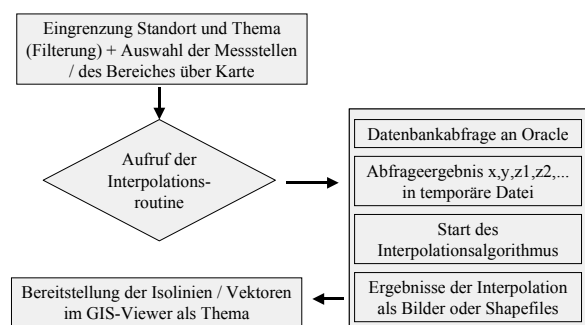 Eingrenzung Standort und Thema
(Filterung) + Auswahl der Messstellen
/ des Bereiches über Karte
Aufruf der
Interpolations-
routine
Datenbankabfrage an Oracle
Abfrageergebnis x,y,z1,z2,...
in temporäre Datei
Start des
Interpolationsalgorithmus
Ergebnisse der Interpolation
als Bilder oder Shapefiles
Bereitstellung der Isolinien / Vektoren
im GIS-Viewer als Thema